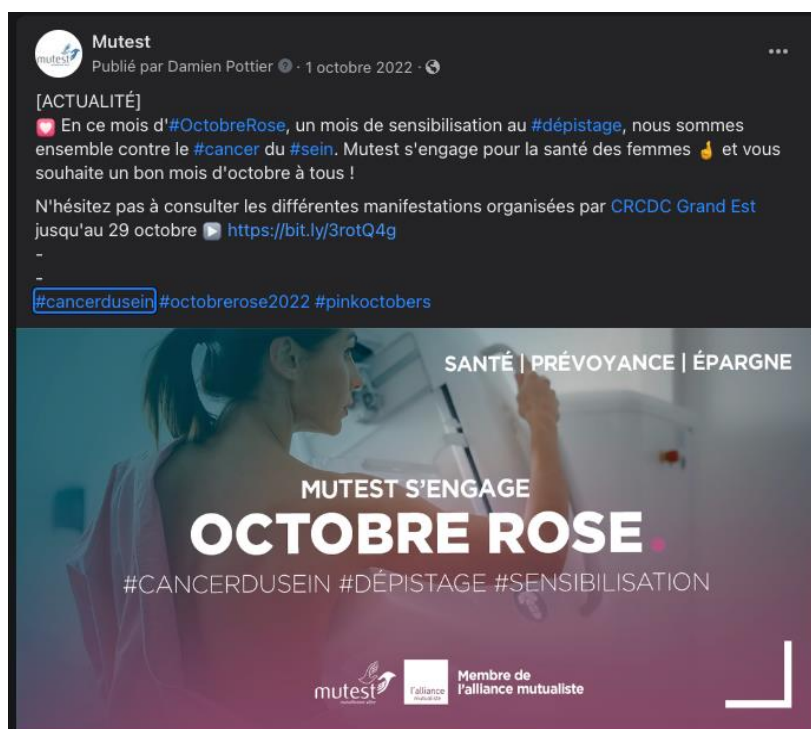 mutest
Mutest
Publié par Damien Pottier · 1 octobre 2022 ·
[ACTUALITÉ]
💟 En ce mois d'#OctobreRose, un mois de sensibilisation au #dépistage, nous sommes
ensemble contre le #cancer du #sein. Mutest s'engage pour la santé des femmes ☝ et vous
souhaite un bon mois d'octobre à tous !
N'hésitez pas à consulter les différentes manifestations organisées par CRCDC Grand Est
jusqu'au 29 octobre ▶ https://bit.ly/3rotQ4g
-
-
#cancerdusein #octobrerose2022 #pinkoctobers
SANTÉ | PRÉVOYANCE | ÉPARGNE
MUTEST S'ENGAGE
OCTOBRE ROSE.
#CANCERDUSEIN #DÉPISTAGE #SENSIBILISATION
mutest
l'alliance
mutualiste
Membre de
l'alliance mutualiste